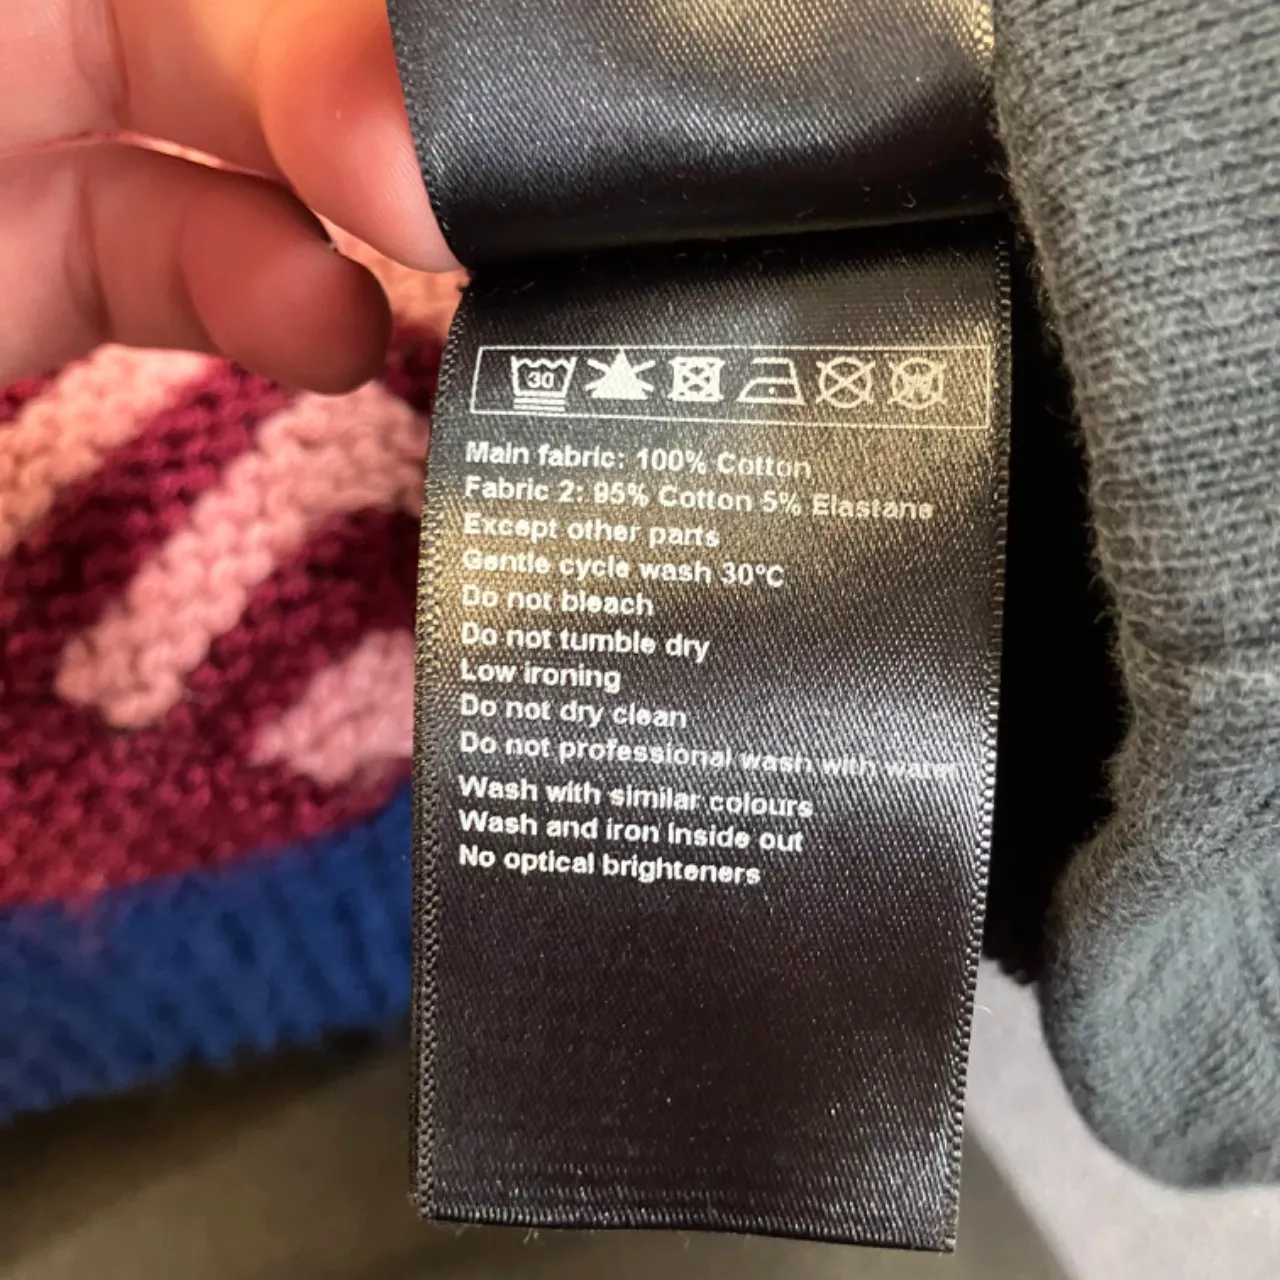 30
Main fabric: 100% Cotton
Fabric 2: 95% Cotton 5% Elastane
Except other parts
Gentle cycle wash 30°C
Do not bleach
Do not tumble dry
Low ironing
Do not dry clean
Do not professional wash with water
Wash with similar colours
Wash and iron inside out
No optical brighteners